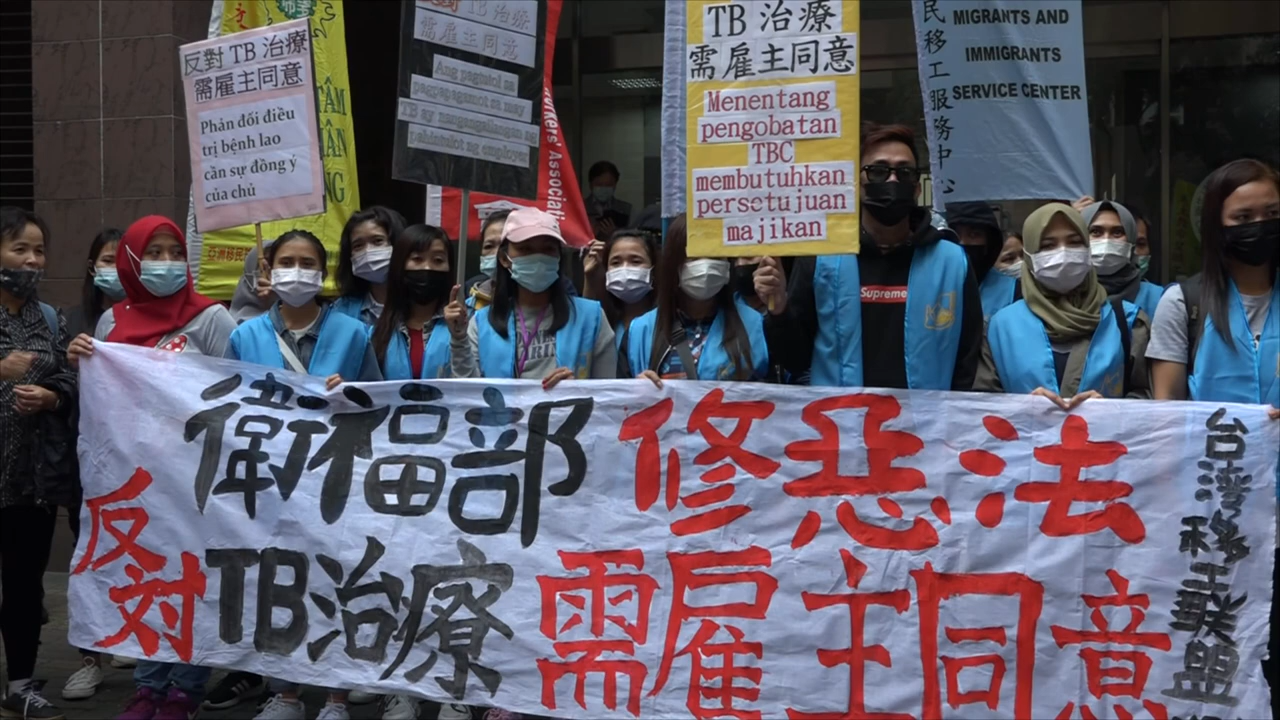 反對 TB 治療
需雇主同意
Phản đối điều
trị bệnh lao
cần sự đồng ý
của chủ
TB 治療
需雇主同意
Ang pagtutol sa
pagpapagamot na may
TB ay nangangailangan ng
pahintulot ng employer
TB 治療
需雇主同意
Menentang
pengobatan
TBC
membutuhkan
persetujuan
majikan
民移工服務中心
MIGRANTS AND
IMMIGRANTS
SERVICE CENTER
Workers' Association
Supreme
衛福部 修惡法
反對TB治療 需雇主同意
台灣移工聯盟